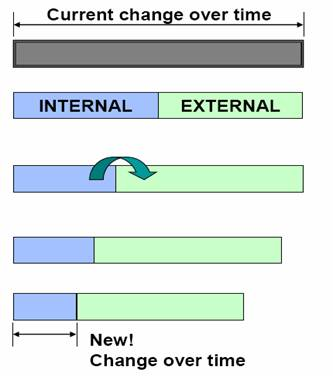 Current change over time
INTERNAL EXTERNAL
New!
Change over time